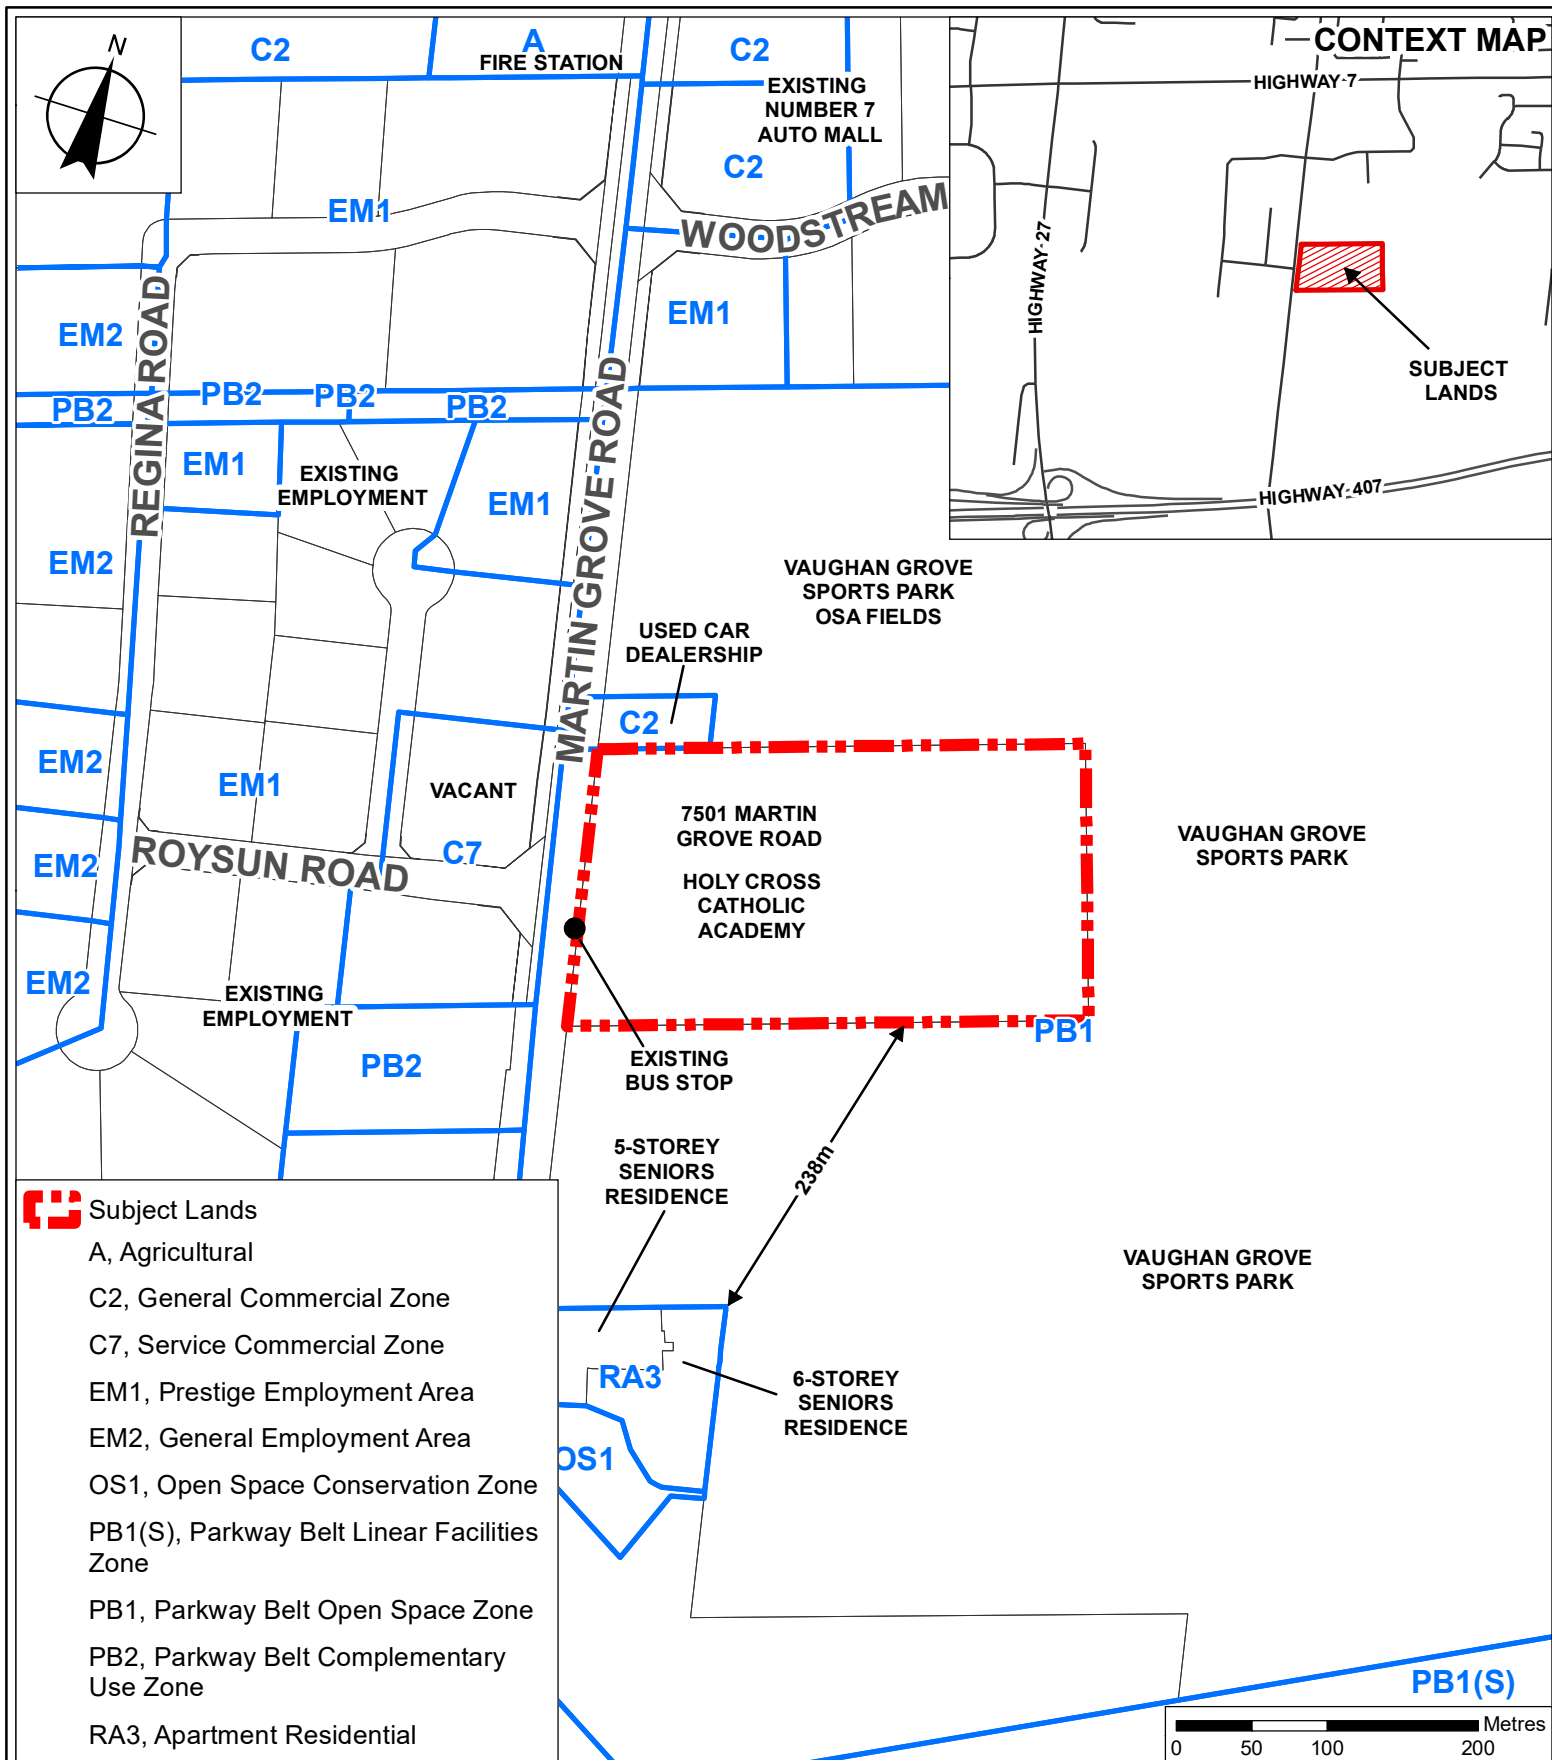 N
C2
A
FIRE STATION
C2
EXISTING
NUMBER 7
AUTO MALL
C2
CONTEXT MAP
HIGHWAY 7
HIGHWAY 27
SUBJECT
LANDS
HIGHWAY 407
EM1
WOODSTREAM
EM2
REGINA ROAD
EM1
PB2
PB2
PB2
PB2
MARTIN GROVE ROAD
EM1
EXISTING
EMPLOYMENT
EM1
EM2
VAUGHAN GROVE
SPORTS PARK
OSA FIELDS
USED CAR
DEALERSHIP
C2
EM2
EM1
VACANT
7501 MARTIN
GROVE ROAD
HOLY CROSS
CATHOLIC
ACADEMY
VAUGHAN GROVE
SPORTS PARK
EM2
ROYSUN ROAD
C7
EM2
EXISTING
EMPLOYMENT
PB2
EXISTING
BUS STOP
PB1
238m
5-STOREY
SENIORS
RESIDENCE
VAUGHAN GROVE
SPORTS PARK
RA3
6-STOREY
SENIORS
RESIDENCE
OS1
PB1(S)
Subject Lands
A, Agricultural
C2, General Commercial Zone
C7, Service Commercial Zone
EM1, Prestige Employment Area
EM2, General Employment Area
OS1, Open Space Conservation Zone
PB1(S), Parkway Belt Linear Facilities
Zone
PB1, Parkway Belt Open Space Zone
PB2, Parkway Belt Complementary
Use Zone
RA3, Apartment Residential
Metres
0 50 100 200